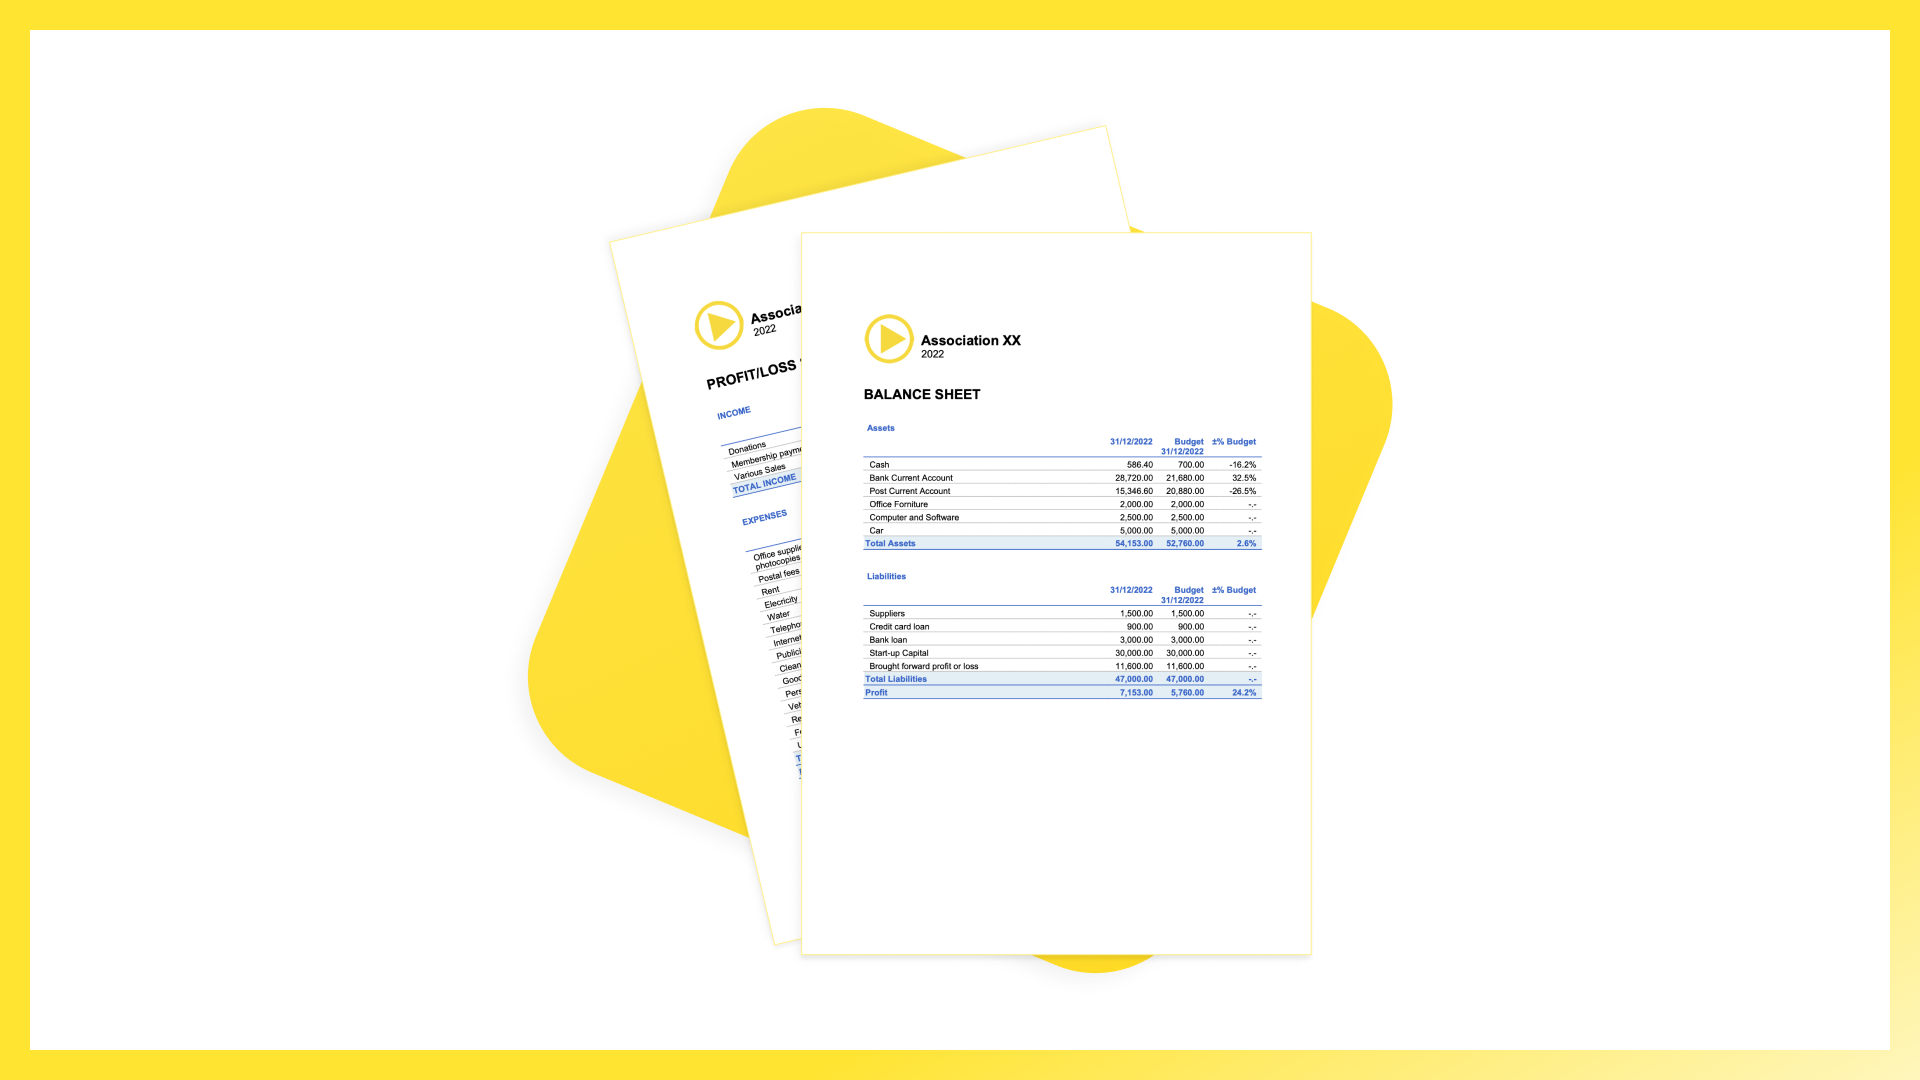 Associa
2022
PROFIT/LOSS
INCOME
Donations
Membership
Various Sales
TOTAL INCOME
EXPENSES
Office
photocopies
Postal fees
Rent
Elecricity
Water
Association XX
2022
BALANCE SHEET
Assets
31/12/2022 Budget ±% Budget
31/12/2022
Cash 586.40 700.00 -16.2%
Bank Current Account 28,720.00 21,680.00 32.5%
Post Current Account 15,346.60 20,880.00 -26.5%
Office Forniture 2,000.00 2,000.00 -.-
Computer and Software 2,500.00 2,500.00 -.-
Car 5,000.00 5,000.00 -.-
Total Assets 54,153.00 52,760.00 2.6%
Liabilities
31/12/2022 Budget ±% Budget
31/12/2022
Suppliers 1,500.00 1,500.00 -.-
Credit card loan 900.00 900.00 -.-
Bank loan 3,000.00 3,000.00 -.-
Start-up Capital 30,000.00 30,000.00 -.-
Brought forward profit or loss 11,600.00 11,600.00 -.-
Total Liabilities 47,000.00 47,000.00 -.-
Profit 7,153.00 5,760.00 24.2%